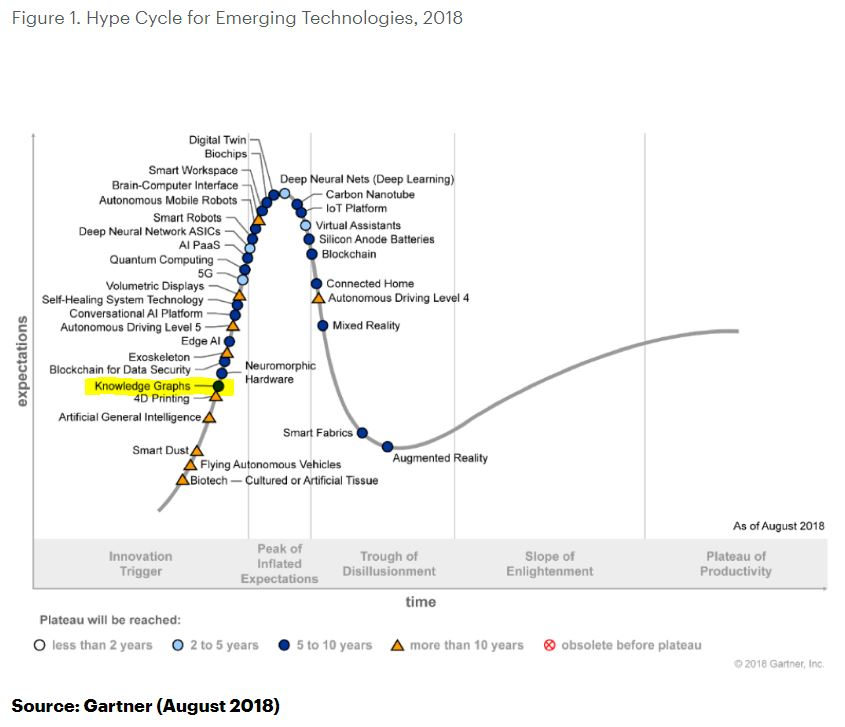 Figure 1. Hype Cycle for Emerging Technologies, 2018
Digital Twin
Biochips
Smart Workspace
Brain-Computer Interface
Autonomous Mobile Robots
Smart Robots
Deep Neural Network ASICs
AI PaaS
Quantum Computing
5G
Volumetric Displays
Self-Healing System Technology
Conversational AI Platform
Autonomous Driving Level 5
Edge AI
Exoskeleton
Blockchain for Data Security
Neuromorphic
Hardware
Knowledge Graphs
4D Printing
Artificial General Intelligence
Smart Dust
Flying Autonomous Vehicles
Biotech — Cultured or Artificial Tissue
Deep Neural Nets (Deep Learning)
Carbon Nanotube
IoT Platform
Virtual Assistants
Silicon Anode Batteries
Blockchain
Connected Home
Autonomous Driving Level 4
Mixed Reality
Smart Fabrics
Augmented Reality
expectations
As of August 2018
Innovation
Trigger
Peak of
Inflated
Expectations
Trough of
Disillusionment
Slope of
Enlightenment
Plateau of
Productivity
time
Plateau will be reached:
less than 2 years
2 to 5 years
5 to 10 years
more than 10 years
obsolete before plateau
© 2018 Gartner, Inc.
Source: Gartner (August 2018)